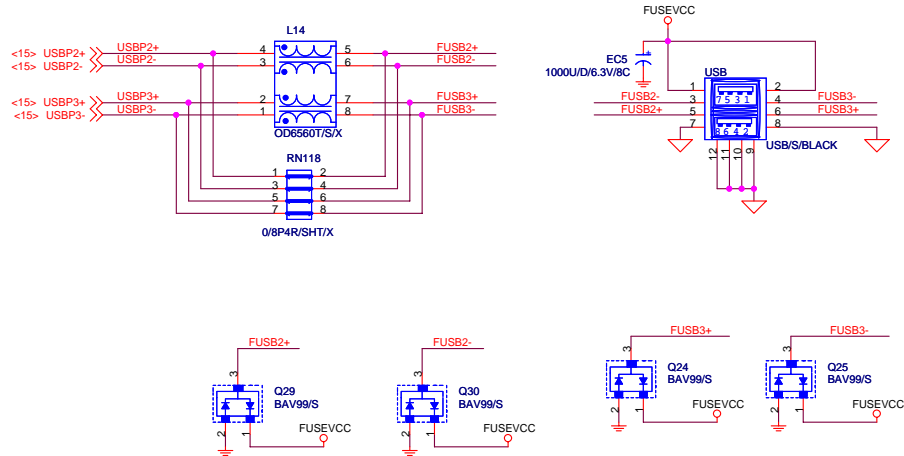 FUSEVCC
L14
<15> USBP2+ USBP2+ 4 5 FUSB2+
<15> USBP2- USBP2- 3 6 FUSB2-
<15> USBP3+ USBP3+ 2 7 FUSB3+
<15> USBP3- USBP3- 1 8 FUSB3-
OD6560T/S/X
RN118
1 2
3 4
5 6
7 8
0/8P4R/SHT/X
EC5
1000U/D/6.3V/8C
+
USB
1 2
FUSB2- 3 4 FUSB3-
FUSB2+ 5 6 FUSB3+
7 8
7 5 3 1
8 6 4 2
USB/S/BLACK
12 11 10 9
FUSB2+
3
Q29
BAV99/S
2 1
FUSEVCC
FUSB2-
3
Q30
BAV99/S
2 1
FUSEVCC
FUSB3+
3
Q24
BAV99/S
2 1
FUSEVCC
FUSB3-
3
Q25
BAV99/S
2 1
FUSEVCC